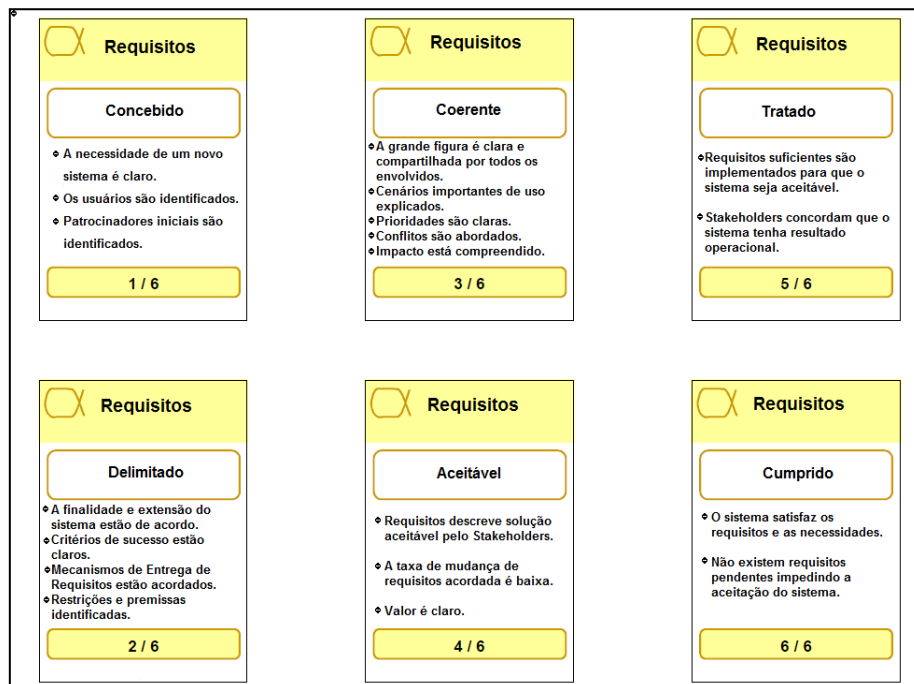 Requisitos
Concebido
A necessidade de um novo
sistema é claro.
Os usuários são identificados.
Patrocinadores iniciais são
identificados.
1 / 6
Requisitos
Coerente
A grande figura é clara e
compartilhada por todos os
envolvidos.
Cenários importantes de uso
explicados.
Prioridades são claras.
Conflitos são abordados.
Impacto está compreendido.
3 / 6
Requisitos
Tratado
Requisitos suficientes são
implementados para que o
sistema seja aceitável.
Stakeholders concordam que o
sistema tenha resultado
operacional.
5 / 6
Requisitos
Delimitado
A finalidade e extensão do
sistema estão de acordo.
Critérios de sucesso estão
claros.
Mecanismos de Entrega de
Requisitos estão acordados.
Restrições e premissas
identificadas.
2 / 6
Requisitos
Aceitável
Requisitos descreve solução
aceitável pelo Stakeholders.
A taxa de mudança de
requisitos acordada é baixa.
Valor é claro.
4 / 6
Requisitos
Cumprido
O sistema satisfaz os
requisitos e as necessidades.
Não existem requisitos
pendentes impedindo a
aceitação do sistema.
6 / 6